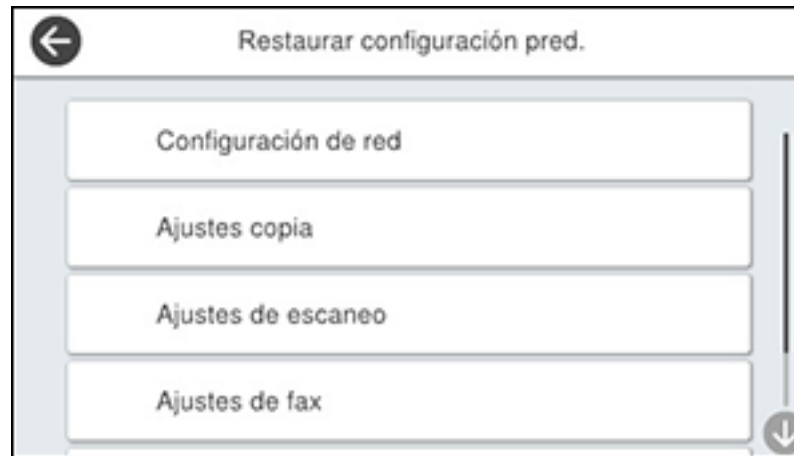 Restaurar configuración pred.
Configuración de red
Ajustes copia
Ajustes de escaneo
Ajustes de fax